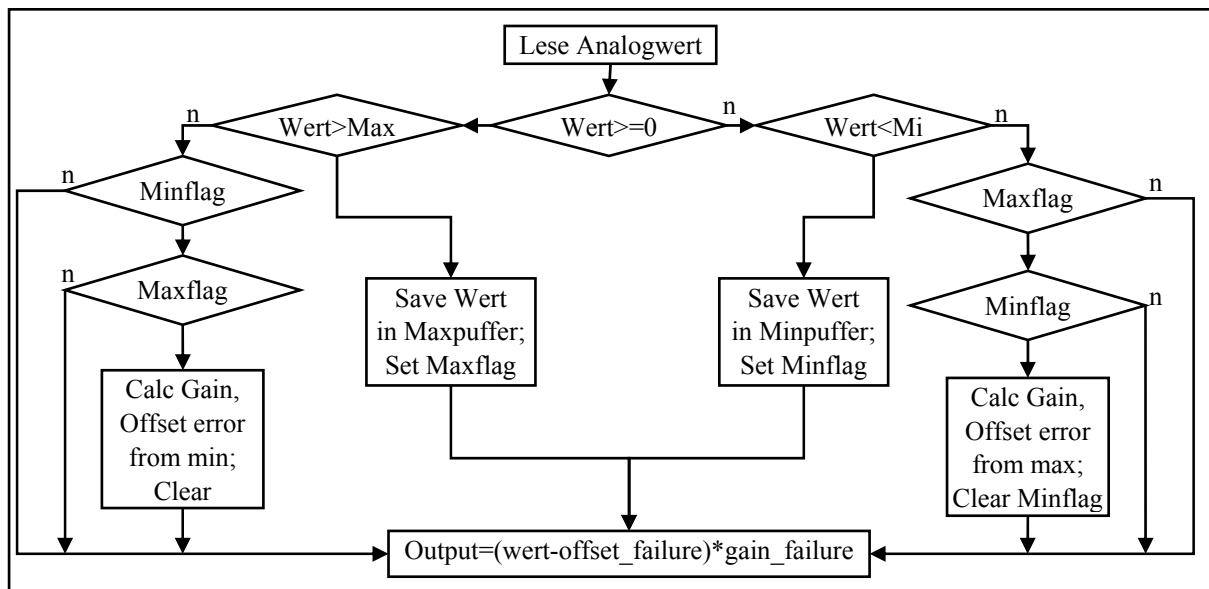 Lese Analogwert
n
Wert>Max
Wert>=0
n
Wert<Mi
n
n
Minflag
Maxflag
n
n
Maxflag
Save Wert
in Maxpuffer;
Set Maxflag
Save Wert
in Minpuffer;
Set Minflag
Minflag
n
Calc Gain,
Offset error
from min;
Clear
Calc Gain,
Offset error
from max;
Clear Minflag
Output=(wert-offset_failure)*gain_failure